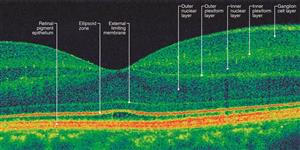 Retinal
pigment
epithelium
Ellipsoid
zone
External
limiting
membrane
Outer
nuclear
layer
Outer
plexiform
layer
Inner
nuclear
layer
Inner
plexiform
layer
Ganglion
cell layer